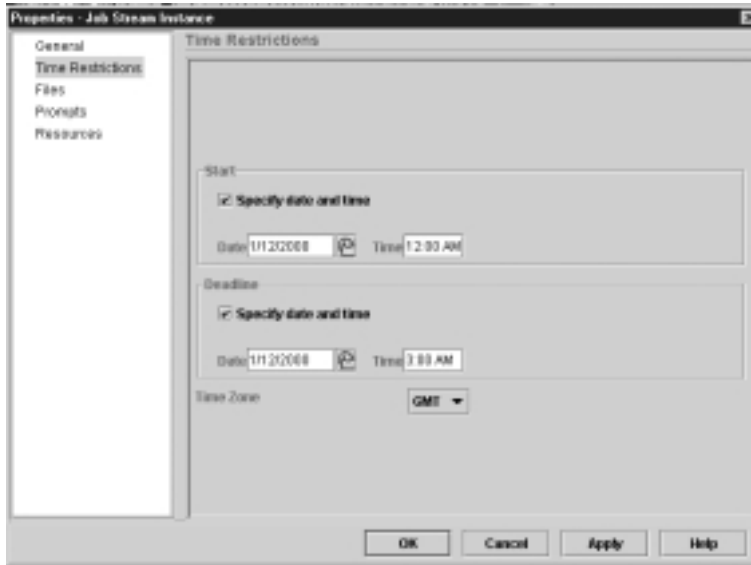 Properties - Job Stream Instance
General
Time Restrictions
Files
Prompts
Resources
Time Restrictions
Start
Specify date and time
Date 1/12/2000 Time 12:00 AM
Deadline
Specify date and time
Date 1/12/2000 Time 3:00 AM
Time Zone GMT
OK Cancel Apply Help